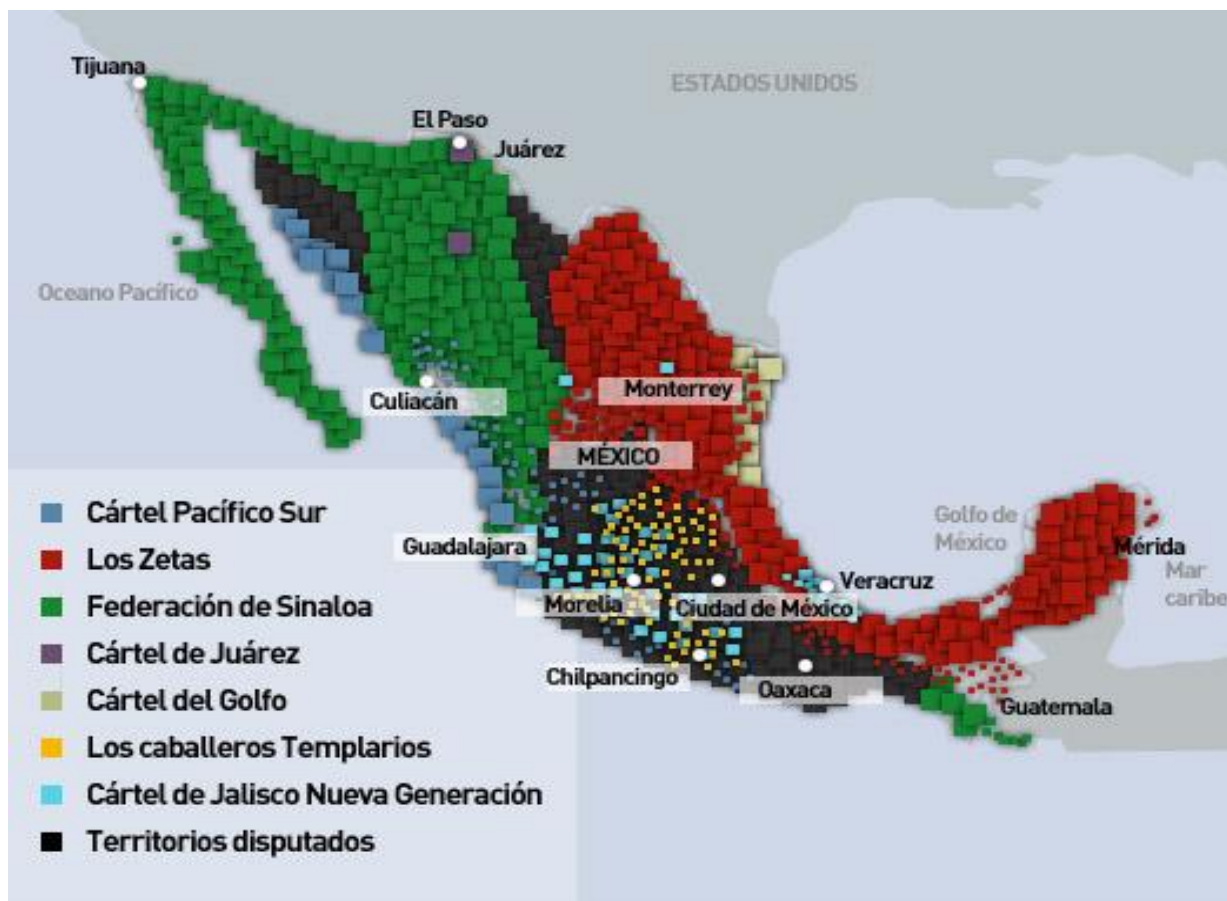 Tijuana
ESTADOS UNIDOS
El Paso
Juárez
Oceano Pacífico
Culiacán
Monterrey
MÉXICO
Golfo de
México
Mérida
Mar
caribe
Guadalajara
Morelia
Ciudad de México
Veracruz
Chilpancingo
Oaxaca
Guatemala
Cártel Pacífico Sur
Los Zetas
Federación de Sinaloa
Cártel de Juárez
Cártel del Golfo
Los caballeros Templarios
Cártel de Jalisco Nueva Generación
Territorios disputados